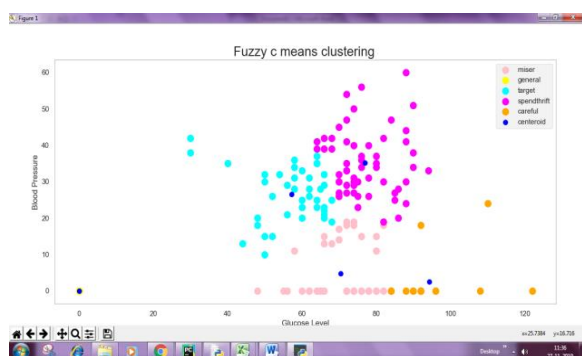 Figure 1
Fuzzy c means clustering
miser
general
target
spendthrift
careful
centeroid
Blood Pressure
60
50
40
30
20
10
0
0 20 40 60 80 100 120
Glucose Level
x=25.7384 y=16.716
Desktop
11:36